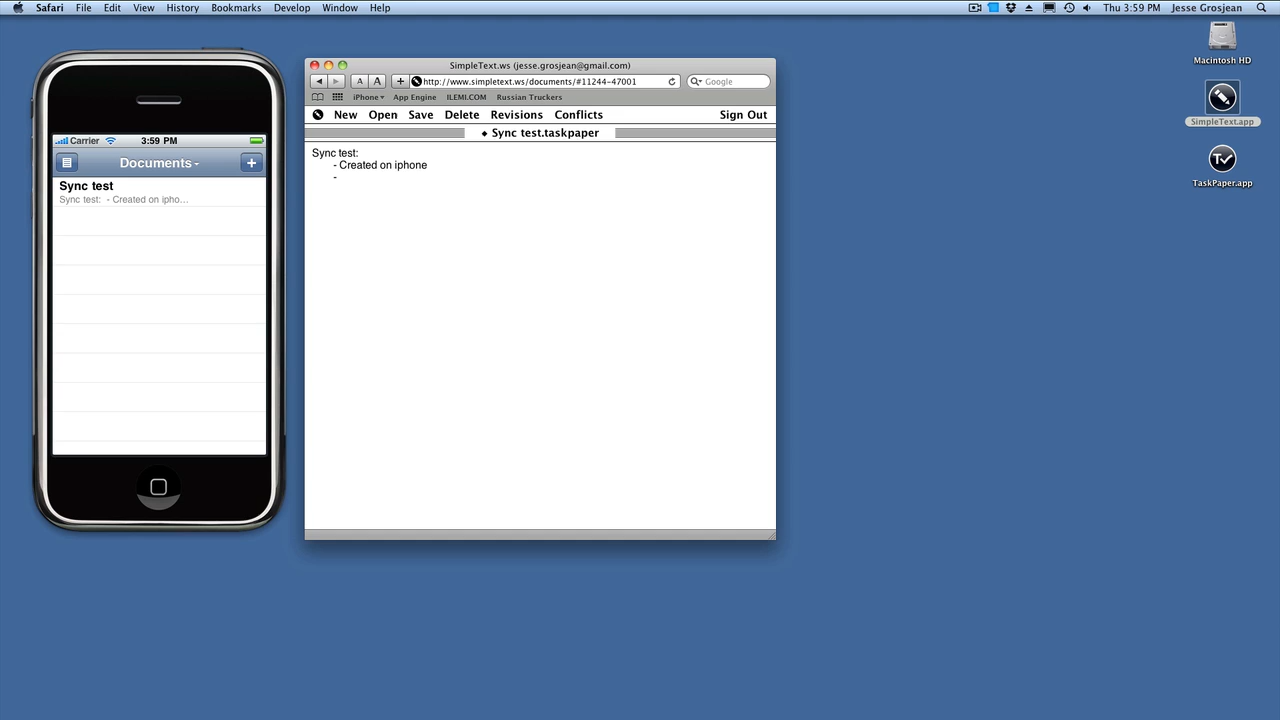 Safari File Edit View History Bookmarks Develop Window Help Thu 3:59 PM Jesse Grosjean
Carrier 3:59 PM
Documents
+
Sync test
Sync test: - Created on ipho…
SimpleText.ws (jesse.grosjean@gmail.com)
A A + http://www.simpletext.ws/documents/#11244-47001 Google
iPhone App Engine ILEMI.COM Russian Truckers
New Open Save Delete Revisions Conflicts Sign Out
◆ Sync test.taskpaper
Sync test:
- Created on iphone
-
Macintosh HD
SimpleText.app
TaskPaper.app